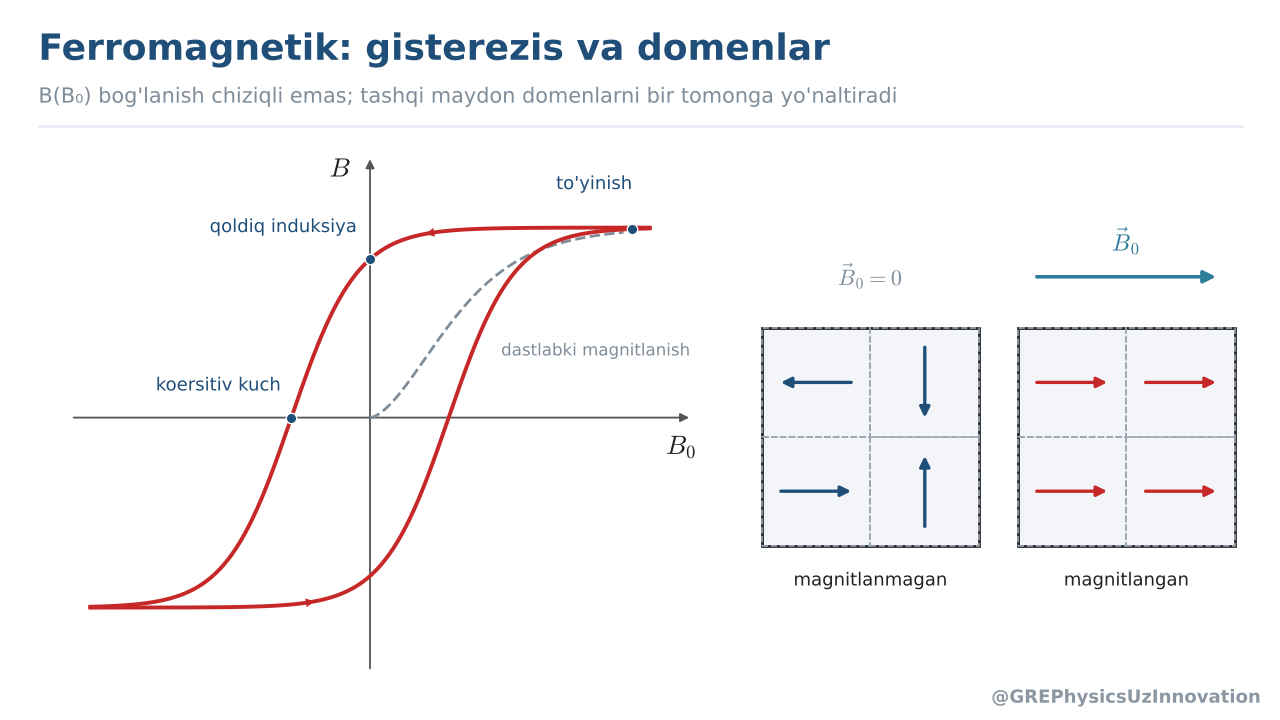 Ferromagnetik: gisterezis va domenlar
B(B₀) bog'lanish chiziqli emas; tashqi maydon domenlarni bir tomonga yo'naltiradi
B
to'yinish
qoldiq induksiya
dastlabki magnitlanish
koersitiv kuch
B₀
B⃗₀ = 0
B⃗₀
magnitlanmagan
magnitlangan
@GREPhysicsUzInnovation